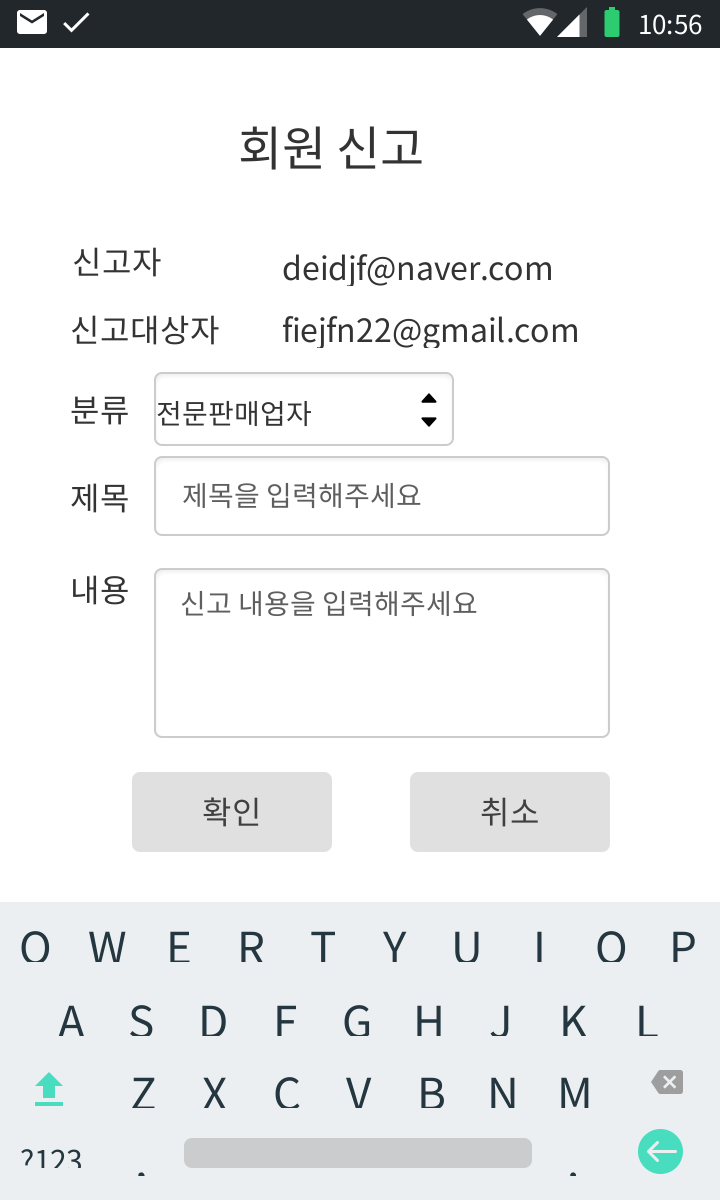 10:56
회원 신고
신고자 deidjf@naver.com
신고대상자 fiejfn22@gmail.com
분류 전문판매업자
제목 제목을 입력해주세요
내용 신고 내용을 입력해주세요
확인 취소
Q W E R T Y U I O P
A S D F G H J K L
Z X C V B N M
?123 . .